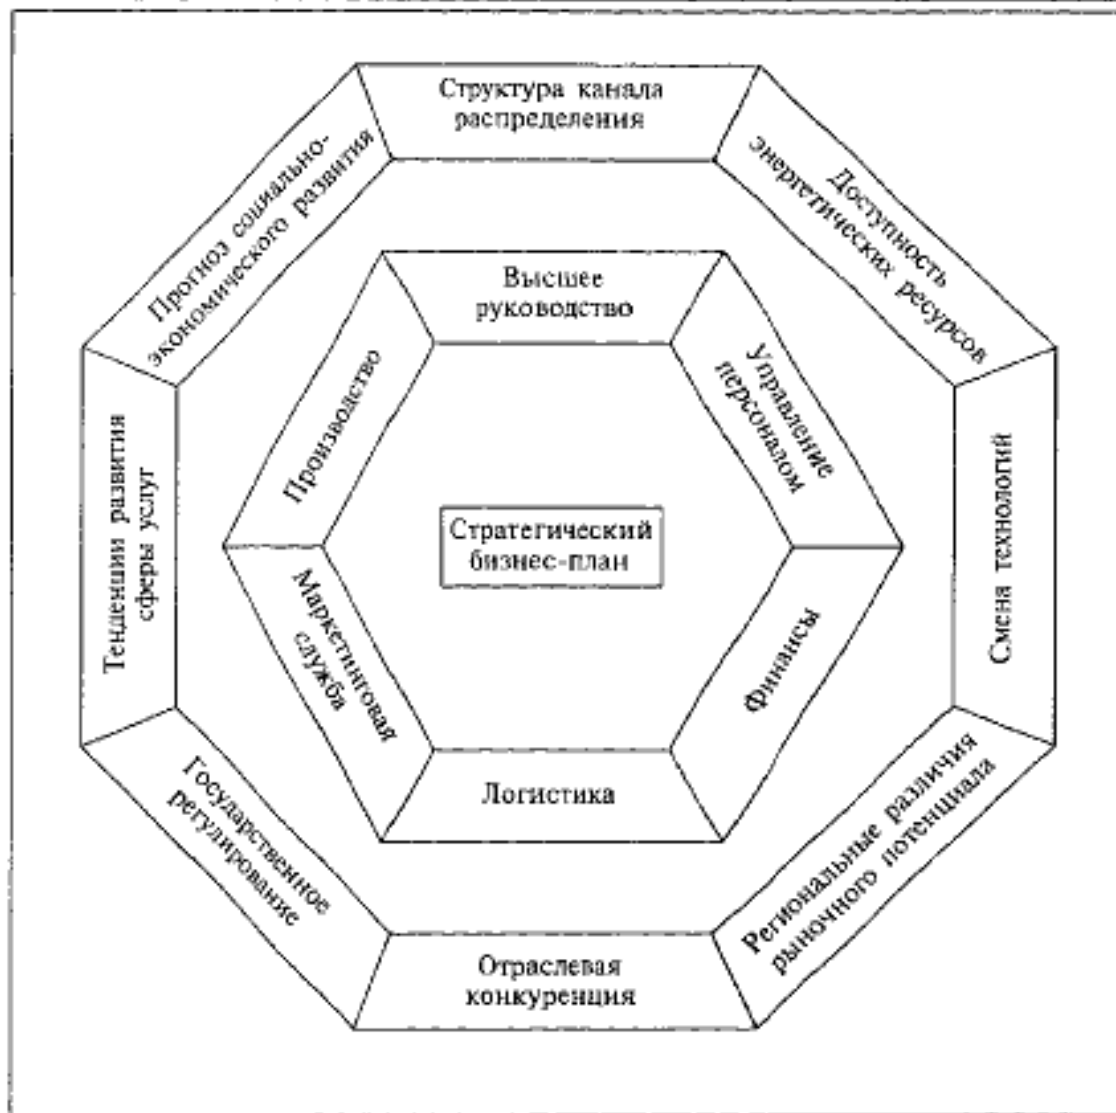 Структура канала
распределения
Доступность
энергетических ресурсов
Смена технологий
Региональные различия
рыночного потенциала
Отраслевая
конкуренция
Государственное
регулирование
Тенденции развития
сферы услуг
Прогноз социально-
экономического развития
Высшее
руководство
Управление
персоналом
Финансы
Логистика
Маркетинговая
служба
Производство
Стратегический
бизнес-план